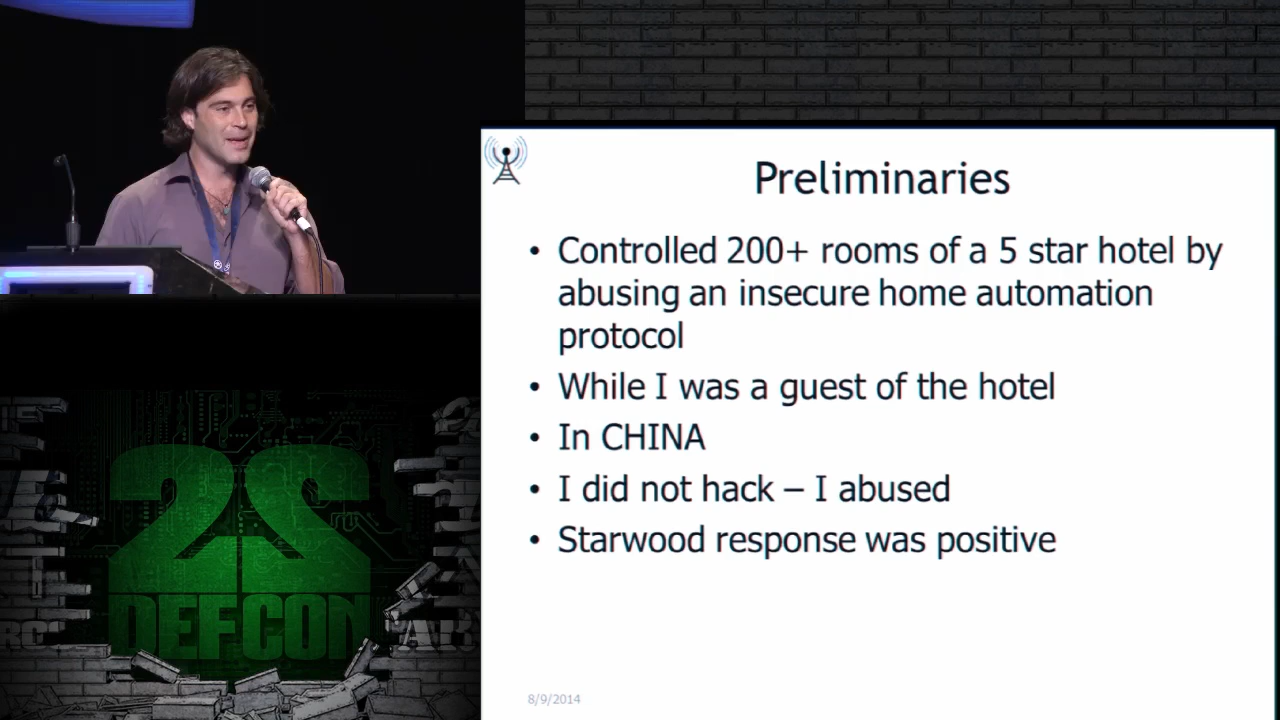 Preliminaries
• Controlled 200+ rooms of a 5 star hotel by
abusing an insecure home automation
protocol
• While I was a guest of the hotel
• In CHINA
• I did not hack – I abused
• Starwood response was positive
8/9/2014
22
DEFCON